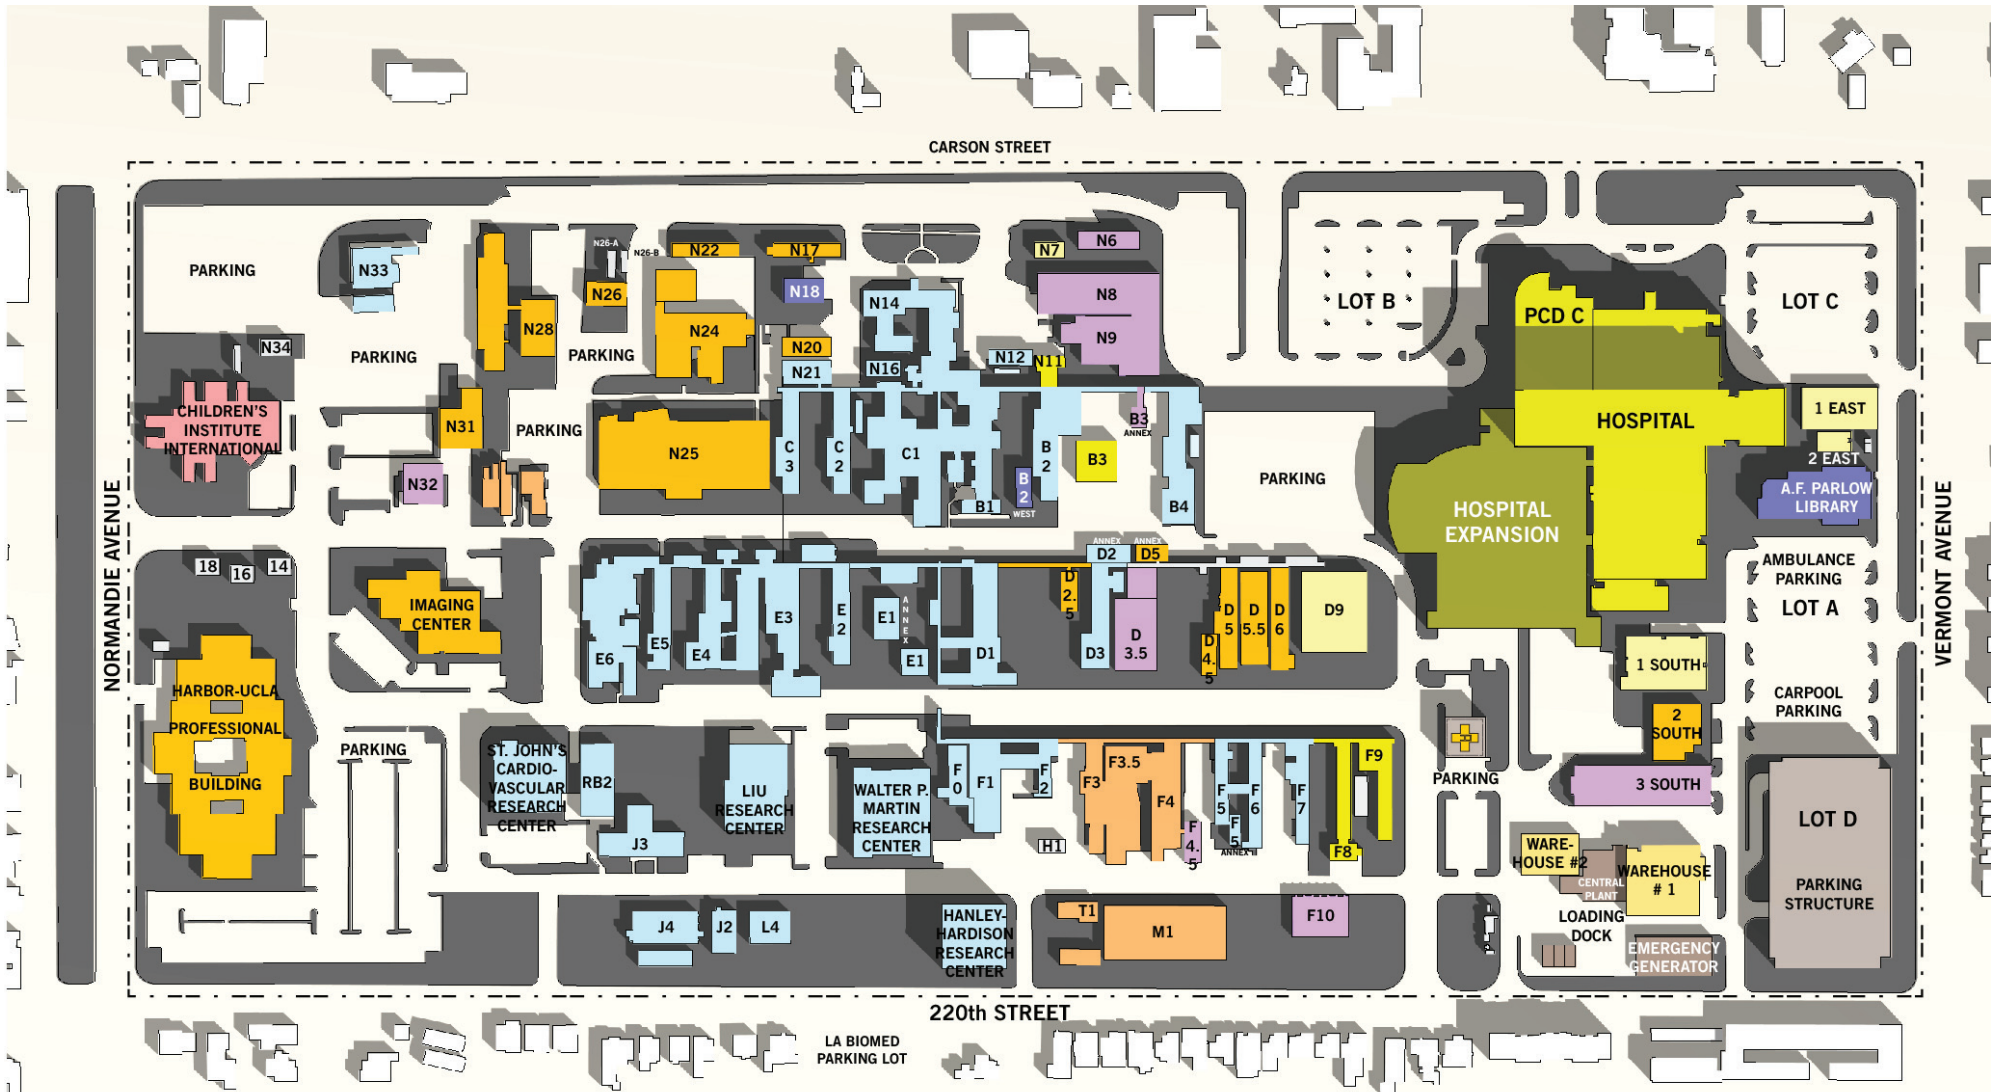 CARSON STREET
NORMANDIE AVENUE
VERMONT AVENUE
220th STREET
PARKING
N33
N26-A
N26-B
N22
N17
N7
N6
N26
N18
N14
N8
LOT B
PCD C
LOT C
N28
N24
N9
N34
PARKING
PARKING
N20
N21
N16
N12
N11
CHILDREN'S
INSTITUTE
INTERNATIONAL
N31
PARKING
N25
C
3
C
2
C1
B
2
B3
B3
ANNEX
HOSPITAL
1 EAST
2 EAST
N32
B
2
WEST
B1
B4
PARKING
HOSPITAL
EXPANSION
A.F. PARLOW
LIBRARY
18
16
14
ANNEX
D2
ANNEX
D5
AMBULANCE
PARKING
LOT A
IMAGING
CENTER
E6
E5
E4
E3
E
2
E1
ANNEX
E1
D1
D
2.5
D3
D
3.5
D
4.
5
D
5
D
5.5
D
6
D9
1 SOUTH
CARPOOL
PARKING
2
SOUTH
HARBOR-UCLA
PROFESSIONAL
BUILDING
PARKING
ST. JOHN'S
CARDIO-
VASCULAR
RESEARCH
CENTER
RB2
J3
LIU
RESEARCH
CENTER
WALTER P.
MARTIN
RESEARCH
CENTER
F
0
F1
F
2
H1
F3
F3.5
F4
F
4.
5
F
5
F
5
ANNEX
F
6
F
7
F8
F9
H
PARKING
3 SOUTH
LOT D
PARKING
STRUCTURE
WARE-
HOUSE #2
CENTRAL
PLANT
WAREHOUSE
# 1
LOADING
DOCK
EMERGENCY
GENERATOR
J4
J2
L4
HANLEY-
HARDISON
RESEARCH
CENTER
T1
M1
F10
LA BIOMED
PARKING LOT